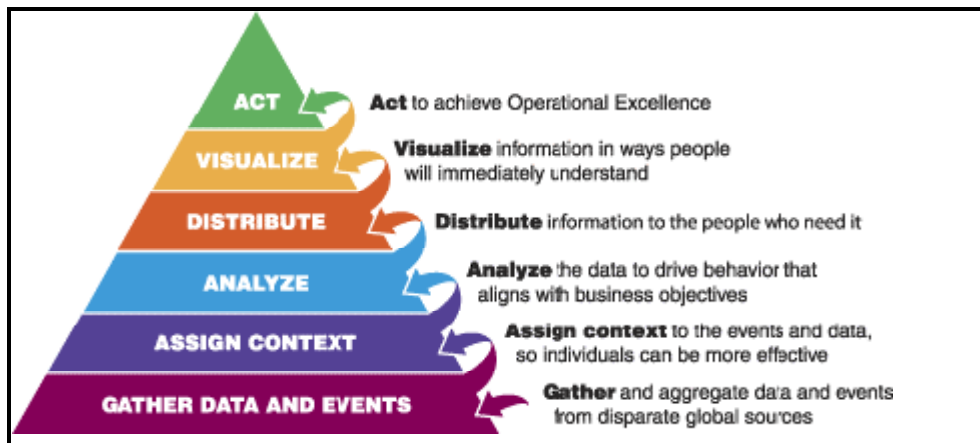 ACT
Act to achieve Operational Excellence
VISUALIZE
Visualize information in ways people
will immediately understand
DISTRIBUTE
Distribute information to the people who need it
ANALYZE
Analyze the data to drive behavior that
aligns with business objectives
ASSIGN CONTEXT
Assign context to the events and data,
so individuals can be more effective
GATHER DATA AND EVENTS
Gather and aggregate data and events
from disparate global sources